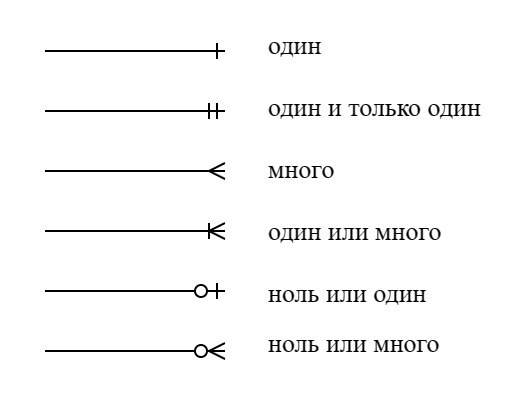 один
один и только один
много
один или много
ноль или один
ноль или много